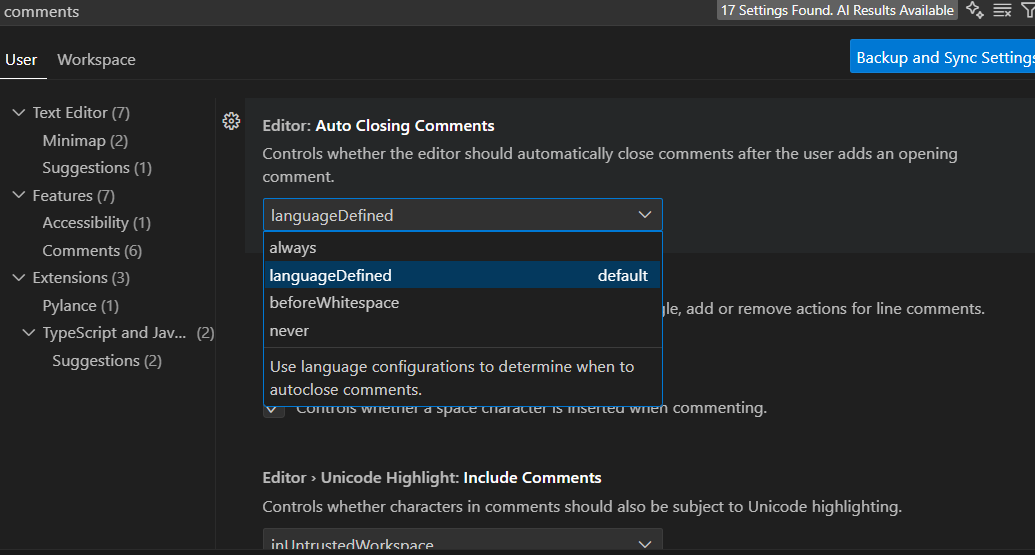 comments
17 Settings Found. AI Results Available
User
Workspace
Backup and Sync Settings
Text Editor (7)
Minimap (2)
Suggestions (1)
Features (7)
Accessibility (1)
Comments (6)
Extensions (3)
Pylance (1)
TypeScript and Jav... (2)
Suggestions (2)
Editor: Auto Closing Comments
Controls whether the editor should automatically close comments after the user adds an opening
comment.
languageDefined
always
languageDefined default
beforeWhitespace
never
Use language configurations to determine when to
autoclose comments.
, add or remove actions for line comments.
Controls whether a space character is inserted when commenting.
Editor › Unicode Highlight: Include Comments
Controls whether characters in comments should also be subject to Unicode highlighting.
inUntrustedWorkspace